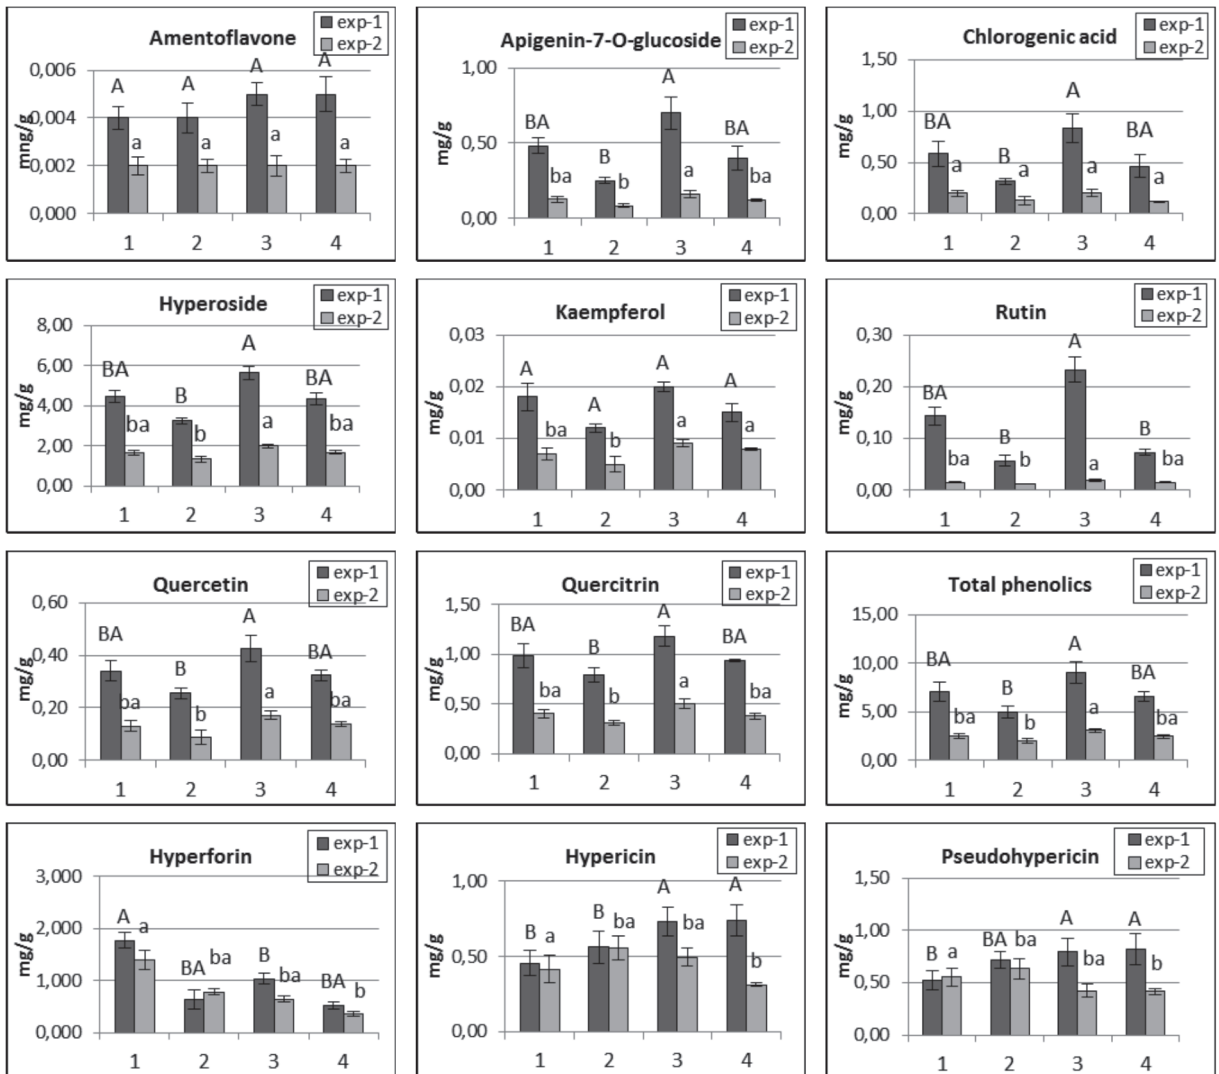 Amentoflavone
exp-1
exp-2
mng/g
0,006
0,004
0,002
0,000
A A A A
a a a a
1 2 3 4
Apigenin-7-O-glucoside
exp-1
exp-2
mg/g
1,00
0,50
0,00
BA B A BA
ba b a ba
1 2 3 4
Chlorogenic acid
exp-1
exp-2
mg/g
1,50
1,00
0,50
0,00
BA B A BA
a a a a
1 2 3 4
Hyperoside
exp-1
exp-2
mg/g
8,00
6,00
4,00
2,00
0,00
BA B A BA
ba b a ba
1 2 3 4
Kaempferol
exp-1
exp-2
mg/g
0,03
0,02
0,01
0,00
A A A A
ba b a a
1 2 3 4
Rutin
exp-1
exp-2
mg/g
0,30
0,20
0,10
0,00
BA B A B
ba b a ba
1 2 3 4
Quercetin
exp-1
exp-2
mg/g
0,60
0,40
0,20
0,00
BA B A BA
ba b a ba
1 2 3 4
Quercitrin
exp-1
exp-2
mg/g
1,50
1,00
0,50
0,00
BA B A BA
ba b a ba
1 2 3 4
Total phenolics
exp-1
exp-2
mg/g
15,00
10,00
5,00
0,00
BA B A BA
ba b a ba
1 2 3 4
Hyperforin
exp-1
exp-2
mg/g
3,000
2,000
1,000
0,000
A BA B BA
a ba ba b
1 2 3 4
Hypericin
exp-1
exp-2
mg/g
1,00
0,50
0,00
B B A A
a ba ba b
1 2 3 4
Pseudohypericin
exp-1
exp-2
mg/g
1,50
1,00
0,50
0,00
B BA A A
a ba ba b
1 2 3 4